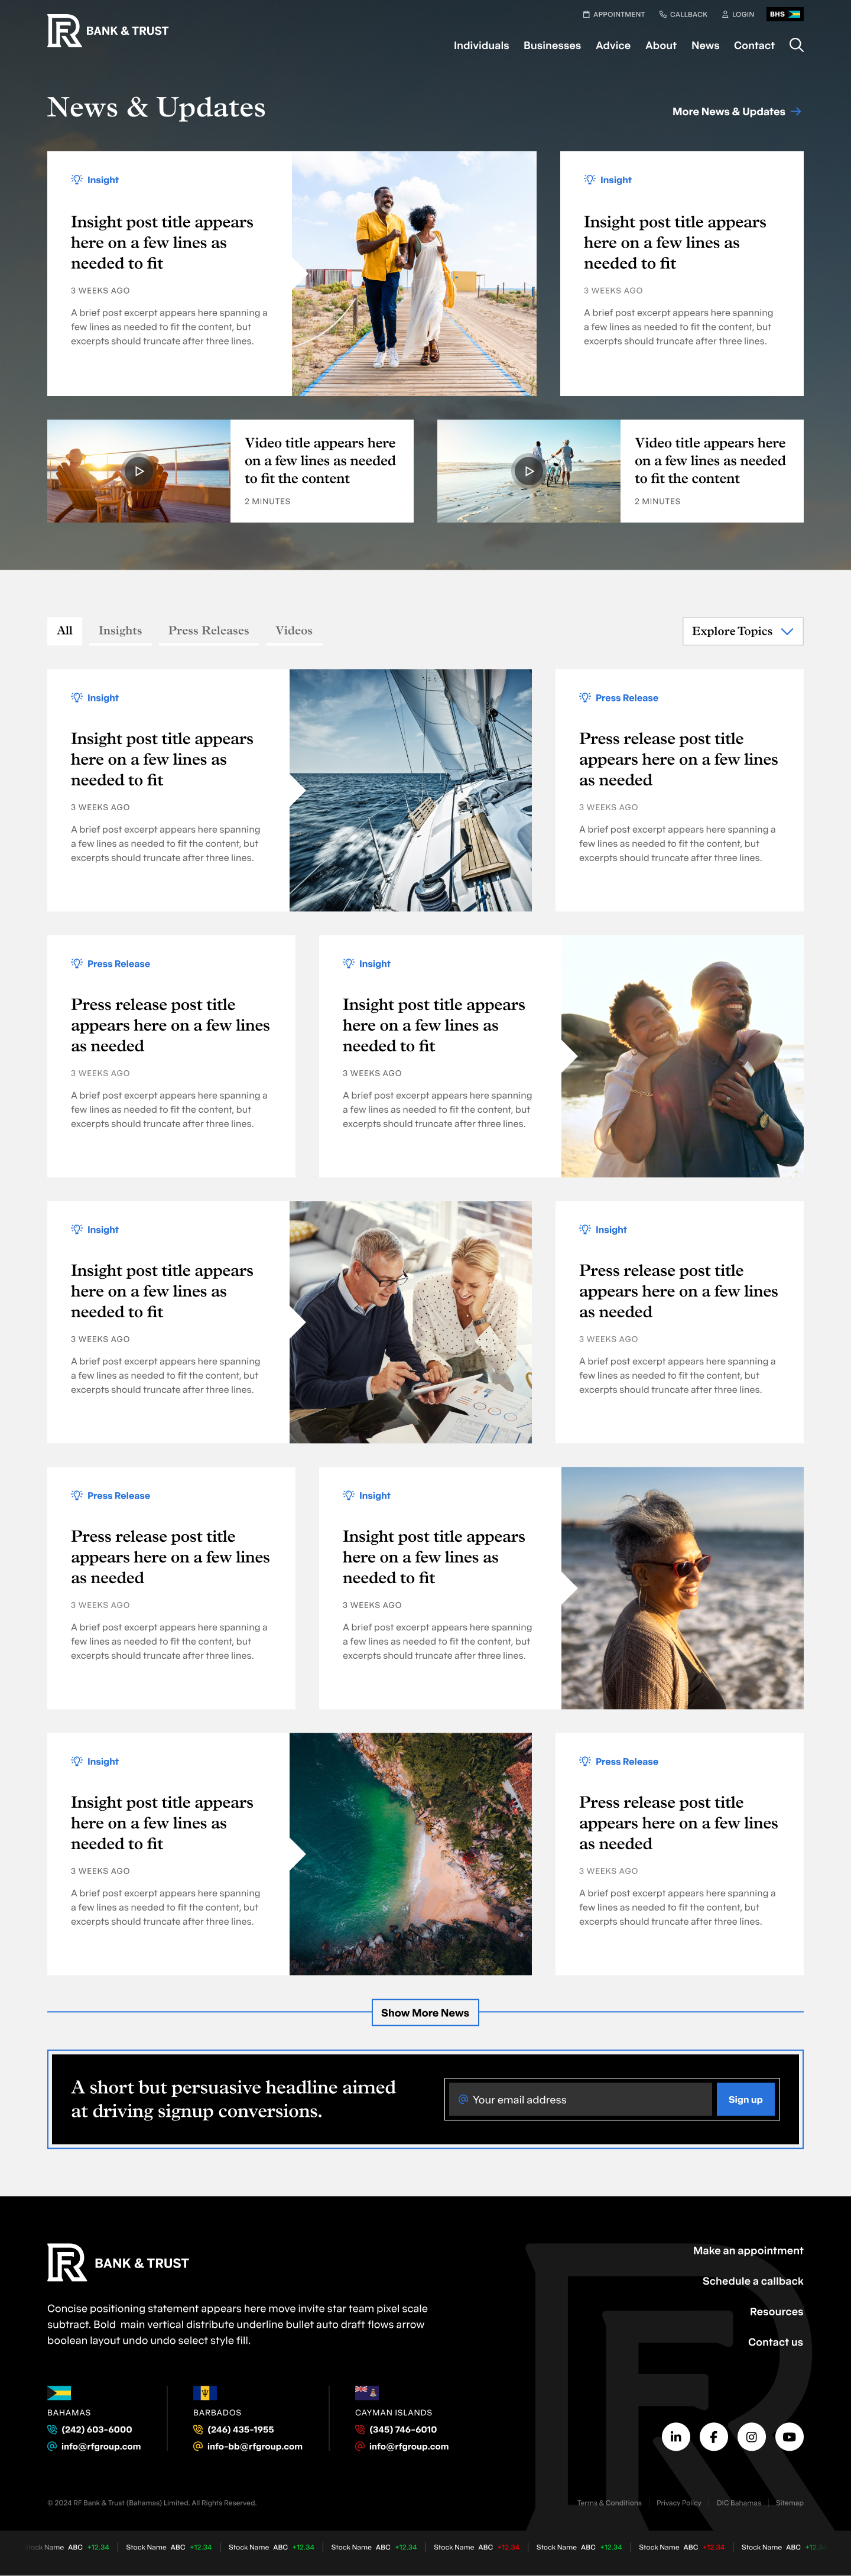 APPOINTMENT CALLBACK LOGIN BHS
BANK & TRUST
Individuals Businesses Advice About News Contact
News & Updates
More News & Updates
Insight
Insight post title appears
here on a few lines as
needed to fit
3 WEEKS AGO
A brief post excerpt appears here spanning a
few lines as needed to fit the content, but
excerpts should truncate after three lines.
Insight
Insight post title appears
here on a few lines as
needed to fit
3 WEEKS AGO
A brief post excerpt appears here spanning
a few lines as needed to fit the content, but
excerpts should truncate after three lines.
Video title appears here
on a few lines as needed
to fit the content
2 MINUTES
Video title appears here
on a few lines as needed
to fit the content
2 MINUTES
All Insights Press Releases Videos
Explore Topics
Insight
Insight post title appears
here on a few lines as
needed to fit
3 WEEKS AGO
A brief post excerpt appears here spanning
a few lines as needed to fit the content, but
excerpts should truncate after three lines.
Press Release
Press release post title
appears here on a few lines
as needed
3 WEEKS AGO
A brief post excerpt appears here spanning a
few lines as needed to fit the content, but
excerpts should truncate after three lines.
Press Release
Press release post title
appears here on a few lines
as needed
3 WEEKS AGO
A brief post excerpt appears here spanning a
few lines as needed to fit the content, but
excerpts should truncate after three lines.
Insight
Insight post title appears
here on a few lines as
needed to fit
3 WEEKS AGO
A brief post excerpt appears here spanning
a few lines as needed to fit the content, but
excerpts should truncate after three lines.
Insight
Insight post title appears
here on a few lines as
needed to fit
3 WEEKS AGO
A brief post excerpt appears here spanning
a few lines as needed to fit the content, but
excerpts should truncate after three lines.
Insight
Press release post title
appears here on a few lines
as needed
3 WEEKS AGO
A brief post excerpt appears here spanning a
few lines as needed to fit the content, but
excerpts should truncate after three lines.
Press Release
Press release post title
appears here on a few lines
as needed
3 WEEKS AGO
A brief post excerpt appears here spanning a
few lines as needed to fit the content, but
excerpts should truncate after three lines.
Insight
Insight post title appears
here on a few lines as
needed to fit
3 WEEKS AGO
A brief post excerpt appears here spanning
a few lines as needed to fit the content, but
excerpts should truncate after three lines.
Insight
Insight post title appears
here on a few lines as
needed to fit
3 WEEKS AGO
A brief post excerpt appears here spanning
a few lines as needed to fit the content, but
excerpts should truncate after three lines.
Press Release
Press release post title
appears here on a few lines
as needed
3 WEEKS AGO
A brief post excerpt appears here spanning a
few lines as needed to fit the content, but
excerpts should truncate after three lines.
Show More News
A short but persuasive headline aimed
at driving signup conversions.
@ Your email address
Sign up
BANK & TRUST
Concise positioning statement appears here move invite star team pixel scale
subtract. Bold main vertical distribute underline bullet auto draft flows arrow
boolean layout undo undo select style fill.
Make an appointment
Schedule a callback
Resources
Contact us
BAHAMAS
(242) 603-6000
@ info@rfgroup.com
BARBADOS
(246) 435-1955
@ info-bb@rfgroup.com
CAYMAN ISLANDS
(345) 746-6010
@ info@rfgroup.com
© 2024 RF Bank & Trust (Bahamas) Limited. All Rights Reserved.
Terms & Conditions | Privacy Policy | DIC Bahamas | Sitemap
Name ABC +12.34 | Stock Name ABC +12.34 | Stock Name ABC +12.34 | Stock Name ABC +12.34 | Stock Name ABC +12.34 | Stock Name ABC +12.34 | Stock Name ABC +12.34 | Stock Name ABC